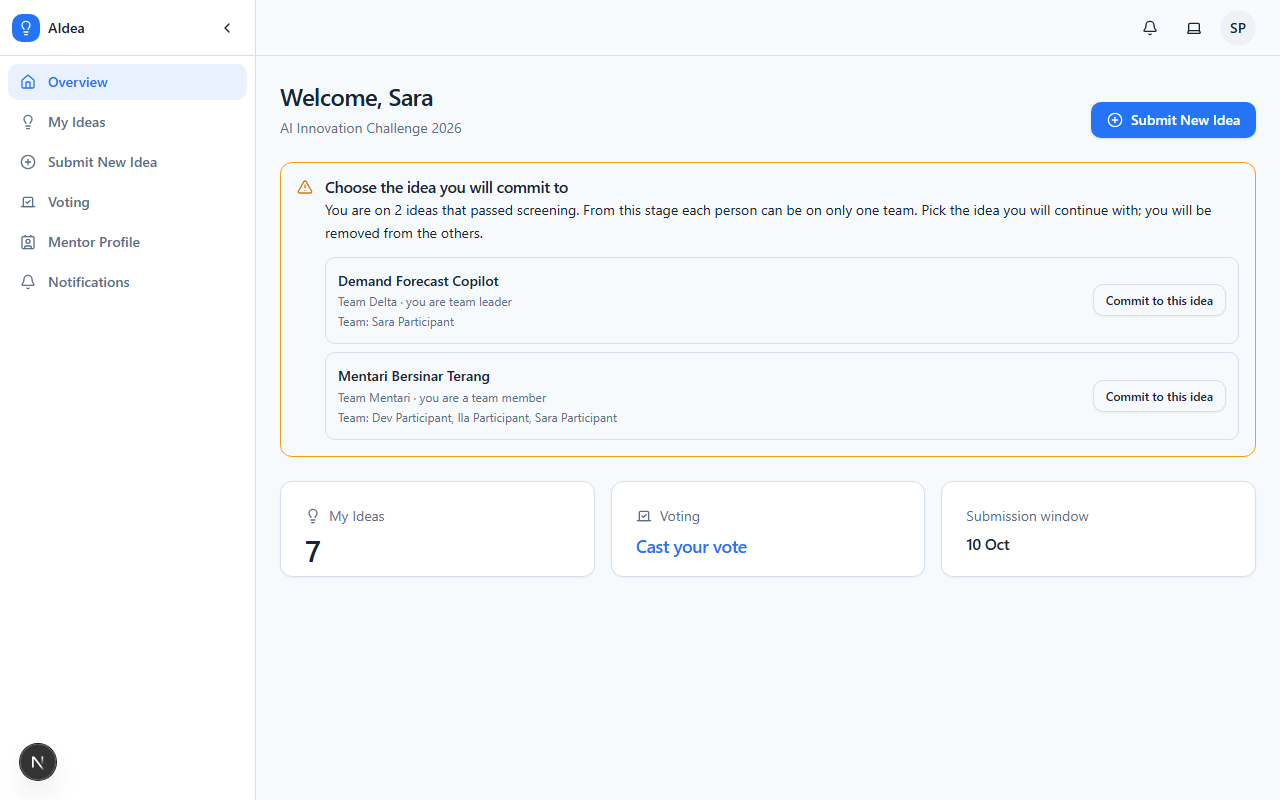 AIdea
SP
Overview
My Ideas
Submit New Idea
Voting
Mentor Profile
Notifications
Welcome, Sara
AI Innovation Challenge 2026
Submit New Idea
Choose the idea you will commit to
You are on 2 ideas that passed screening. From this stage each person can be on only one team. Pick the idea you will continue with; you will be
removed from the others.
Demand Forecast Copilot
Team Delta · you are team leader
Team: Sara Participant
Commit to this idea
Mentari Bersinar Terang
Team Mentari · you are a team member
Team: Dev Participant, Ila Participant, Sara Participant
Commit to this idea
My Ideas
7
Voting
Cast your vote
Submission window
10 Oct
N